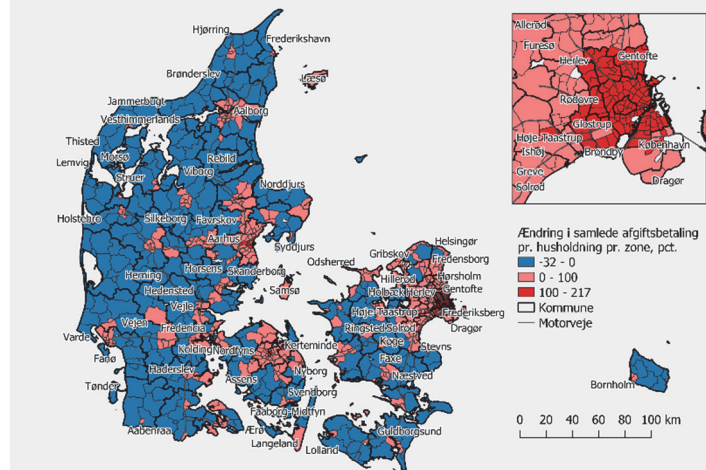 Hjørring
Frederikshavn
Brønderslev
Læsø
Jammerbugt
Aalborg
Vesthimmerlands
Thisted
Morsø
Rebild
Lemvig
Struer
Viborg
Norddjurs
Holstebro
Silkeborg
Favrskov
Aarhus
Syddjurs
Herning
Horsens
Skanderborg
Odsherred
Hedensted
Samsø
Vejle
Varde
Vejen
Fredericia
Fanø
Kolding
Nordfyns
Kerteminde
Tønder
Haderslev
Assens
Nyborg
Svendborg
Faaborg-Midtfyn
Aabenraa
Ærø
Langeland
Lolland
Guldborgsund
Helsingør
Gribskov
Fredensborg
Hillerød
Hørsholm
Holbæk
Herlev
Gentofte
Høje-Taastrup
Frederiksberg
Ringsted
Solrød
Dragør
Køge
Stevns
Faxe
Næstved
Bornholm
Allerød
Furesø
Herlev
Gentofte
Rødovre
Glostrup
Høje-Taastrup
Ishøj
Brøndby
København
Greve
Solrød
Dragør
Ændring i samlede afgiftsbetaling
pr. husholdning pr. zone, pct.
-32 - 0
0 - 100
100 - 217
Kommune
Motorveje
0 20 40 60 80 100 km